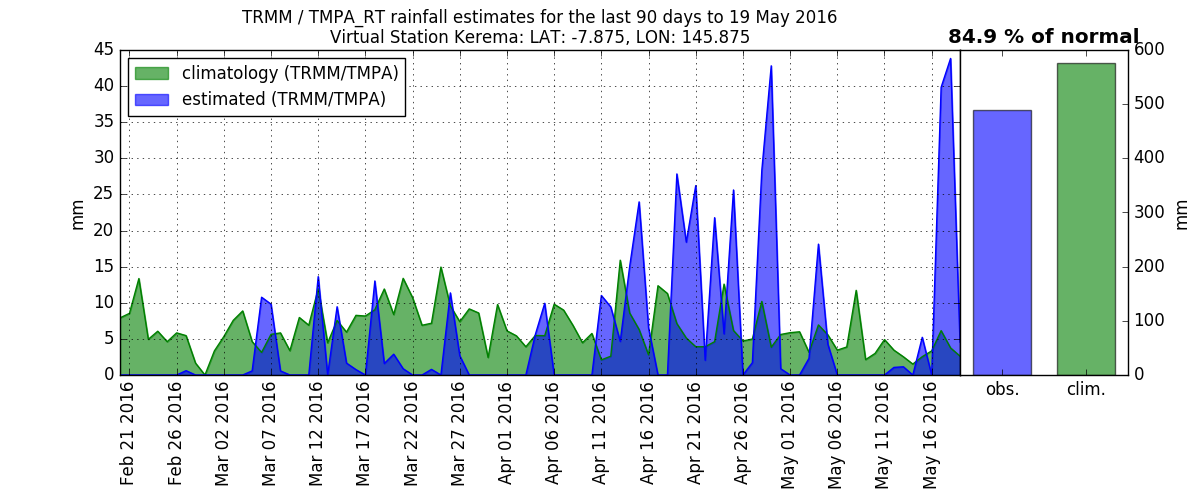 TRMM / TMPA_RT rainfall estimates for the last 90 days to 19 May 2016
Virtual Station Kerema: LAT: -7.875, LON: 145.875
84.9 % of normal
climatology (TRMM/TMPA)
estimated (TRMM/TMPA)
mm
45
40
35
30
25
20
15
10
5
0
Feb 21 2016
Feb 26 2016
Mar 02 2016
Mar 07 2016
Mar 12 2016
Mar 17 2016
Mar 22 2016
Mar 27 2016
Apr 01 2016
Apr 06 2016
Apr 11 2016
Apr 16 2016
Apr 21 2016
Apr 26 2016
May 01 2016
May 06 2016
May 11 2016
May 16 2016
obs.
clim.
600
500
400
300
200
100
0
mm